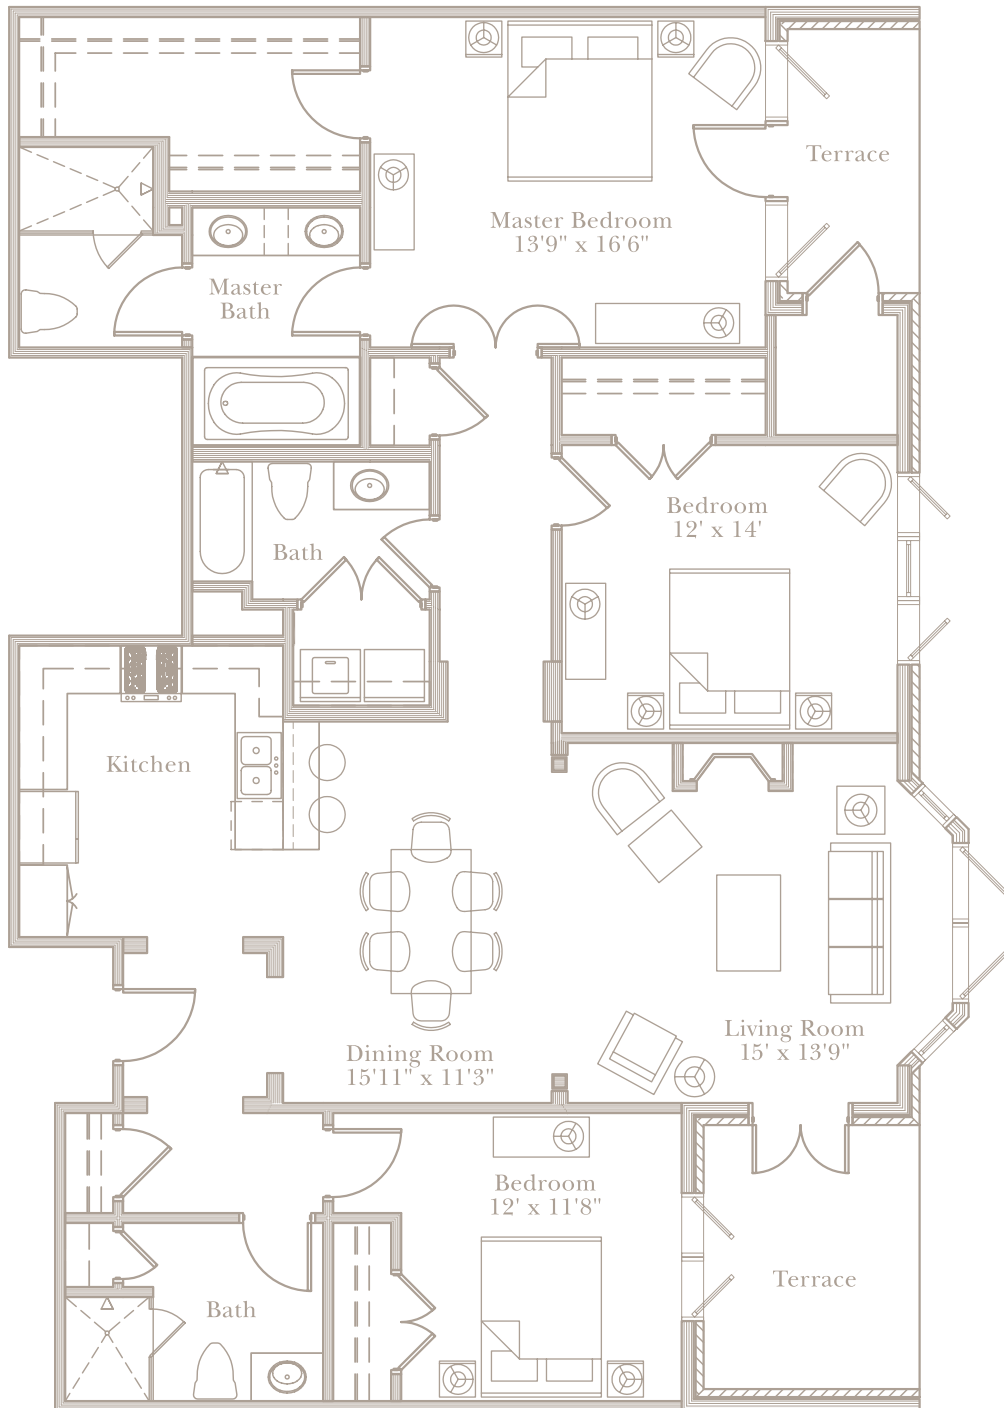 Terrace
Master Bedroom
13'9" x 16'6"
Master
Bath
Bedroom
12' x 14'
Bath
Kitchen
Living Room
15' x 13'9"
Dining Room
15'11" x 11'3"
Bedroom
12' x 11'8"
Terrace
Bath